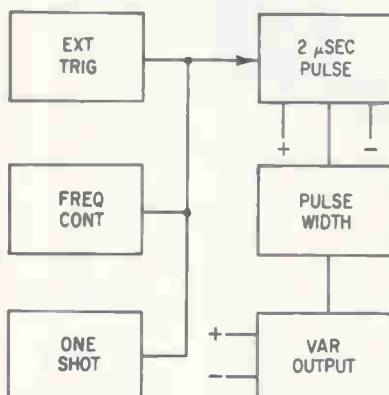 EXT
TRIG
2 μSEC
PULSE
+
−
FREQ
CONT
PULSE
WIDTH
ONE
SHOT
+
−
VAR
OUTPUT